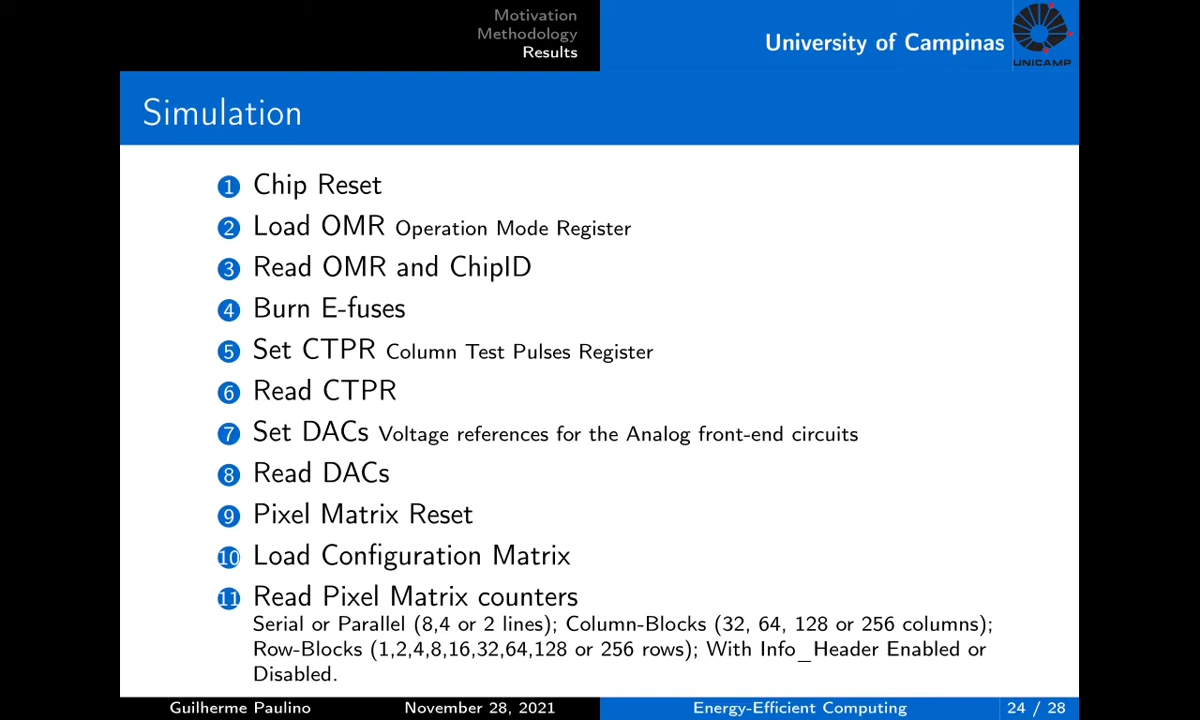 Motivation
Methodology
Results
University of Campinas
UNICAMP
Simulation
1 Chip Reset
2 Load OMR Operation Mode Register
3 Read OMR and ChipID
4 Burn E-fuses
5 Set CTPR Column Test Pulses Register
6 Read CTPR
7 Set DACs Voltage references for the Analog front-end circuits
8 Read DACs
9 Pixel Matrix Reset
10 Load Configuration Matrix
11 Read Pixel Matrix counters
Serial or Parallel (8,4 or 2 lines); Column-Blocks (32, 64, 128 or 256 columns);
Row-Blocks (1,2,4,8,16,32,64,128 or 256 rows); With Info_Header Enabled or
Disabled.
Guilherme Paulino November 28, 2021 Energy-Efficient Computing 24 / 28